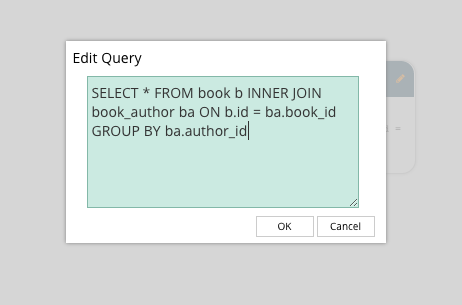 Edit Query
SELECT * FROM book b INNER JOIN
book_author ba ON b.id = ba.book_id
GROUP BY ba.author_id
OK
Cancel
=